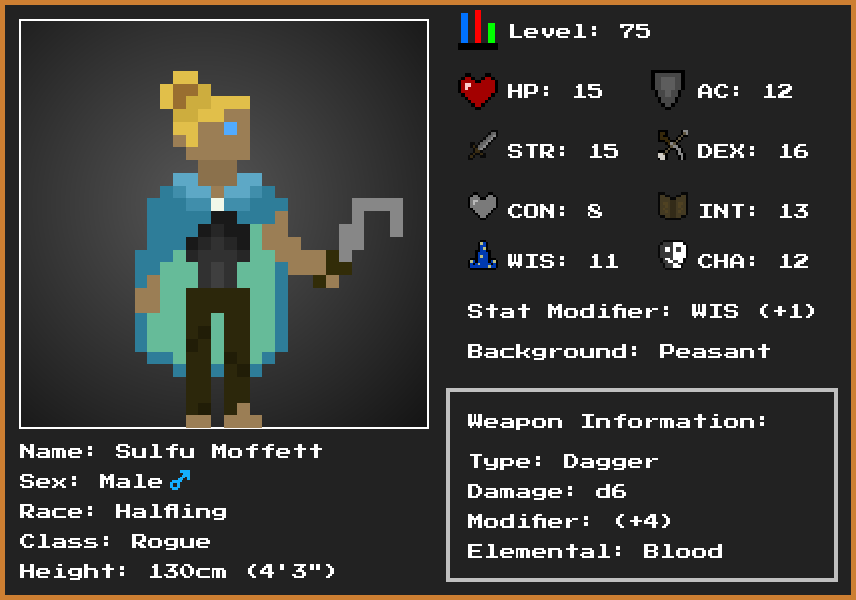 Level: 75
HP: 15
AC: 12
STR: 15
DEX: 16
CON: 8
INT: 13
WIS: 11
CHA: 12
Stat Modifier: WIS (+1)
Background: Peasant
Weapon Information:
Type: Dagger
Damage: d6
Modifier: (+4)
Elemental: Blood
Name: Sulfu Moffett
Sex: Male ♂
Race: Halfling
Class: Rogue
Height: 130cm (4'3")